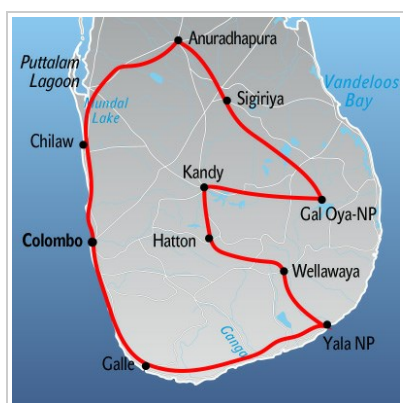 Anuradhapura
Puttalam
Lagoon
Vandeloos
Bay
Mundal
Lake
Sigiriya
Chilaw
Kandy
Gal Oya-NP
Colombo
Hatton
Wellawaya
Ganga
Yala NP
Galle